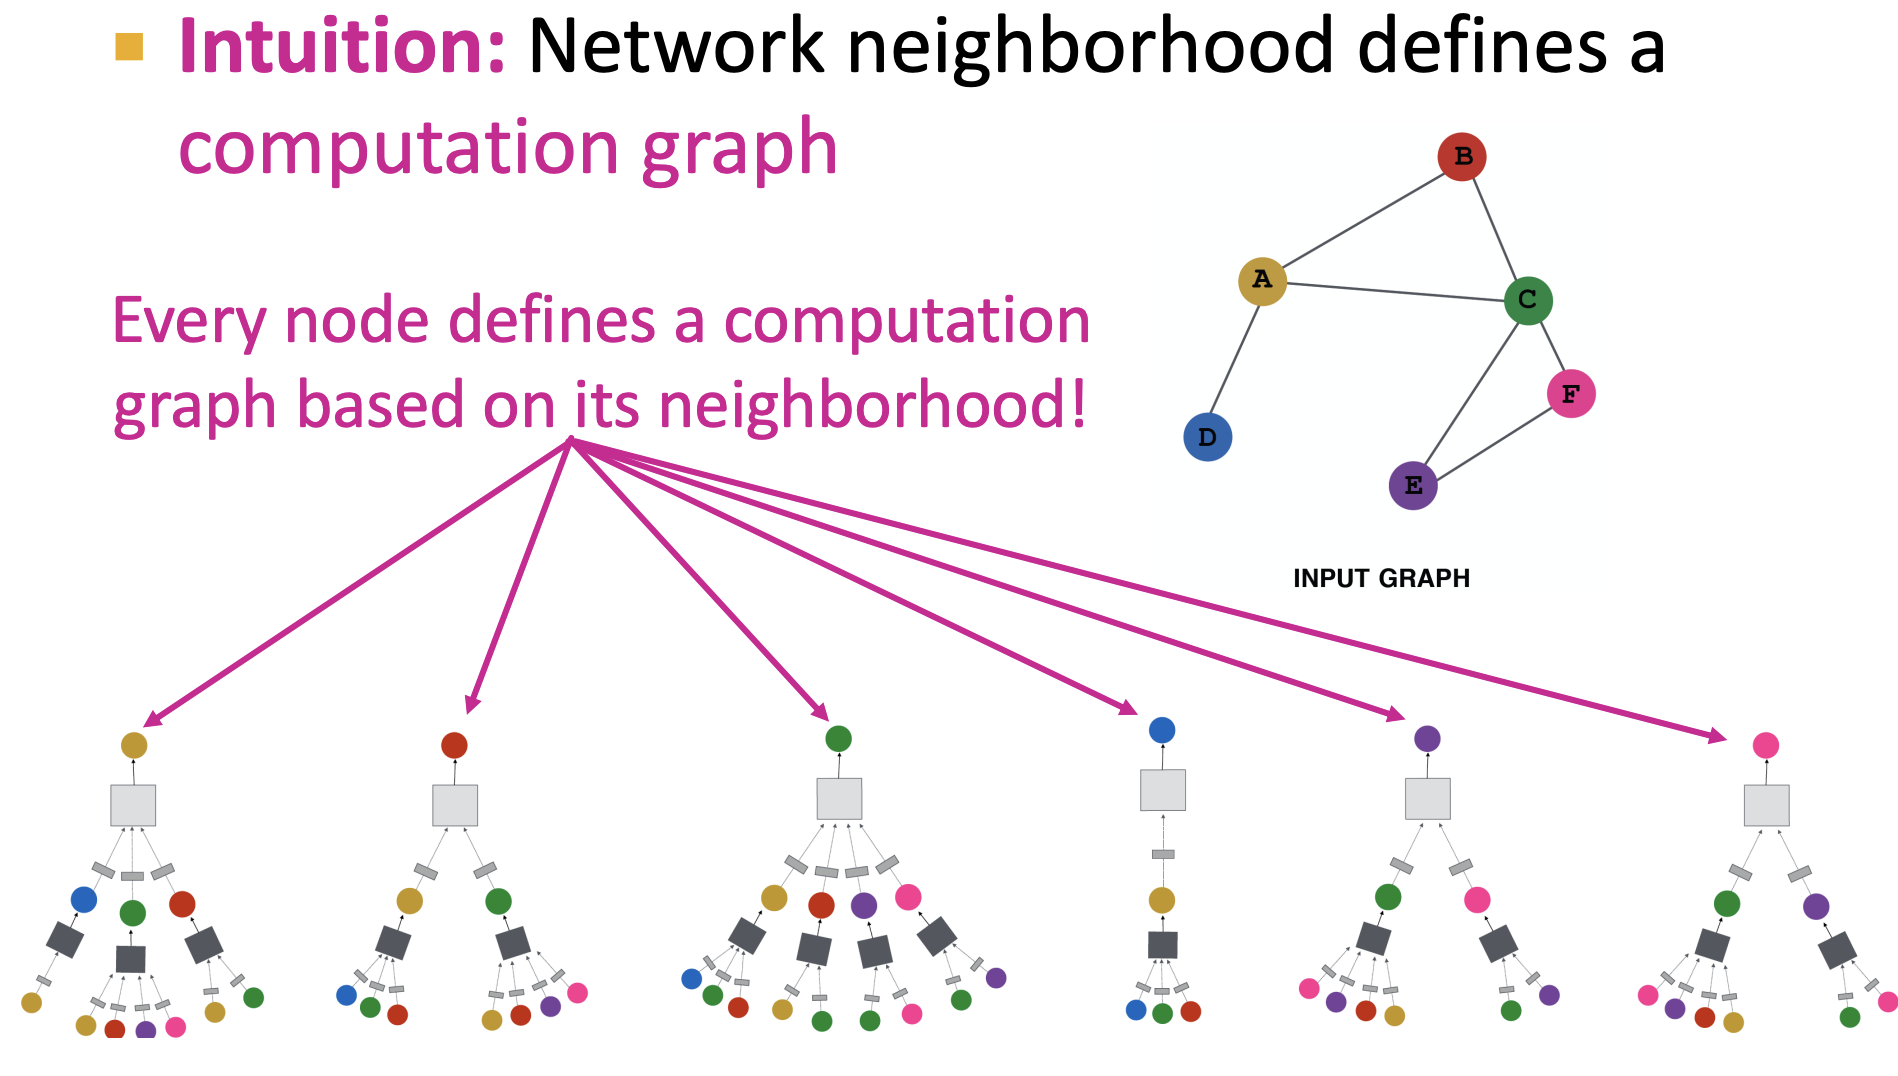 Intuition: Network neighborhood defines a
computation graph
Every node defines a computation
graph based on its neighborhood!
B
A
C
F
D
E
INPUT GRAPH